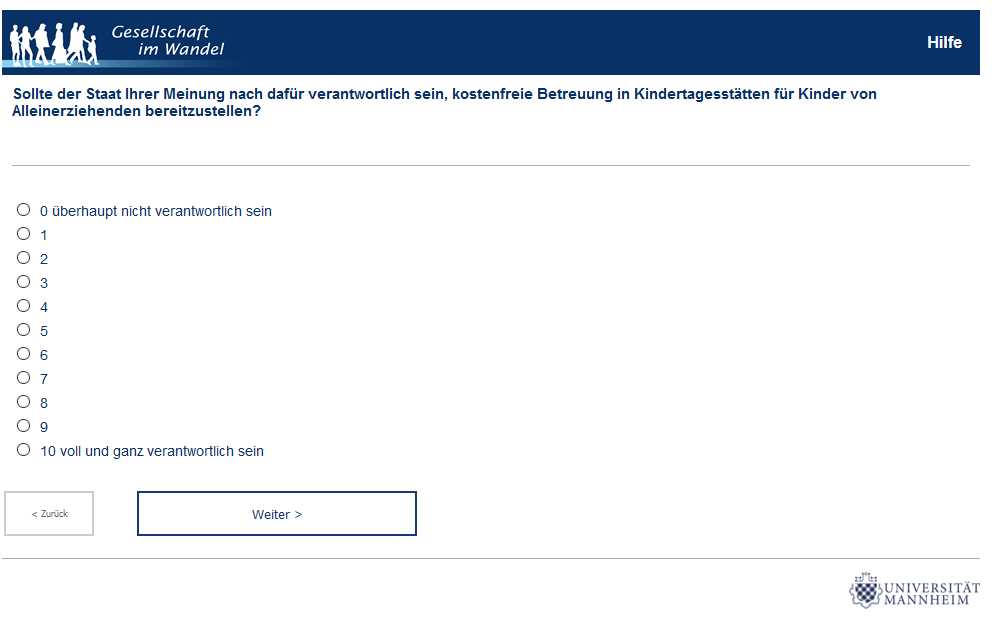 Gesellschaft
im Wandel
Hilfe
Sollte der Staat Ihrer Meinung nach dafür verantwortlich sein, kostenfreie Betreuung in Kindertagesstätten für Kinder von
Alleinerziehenden bereitzustellen?
0 überhaupt nicht verantwortlich sein
1
2
3
4
5
6
7
8
9
10 voll und ganz verantwortlich sein
< Zurück
Weiter >
UNIVERSITÄT
MANNHEIM